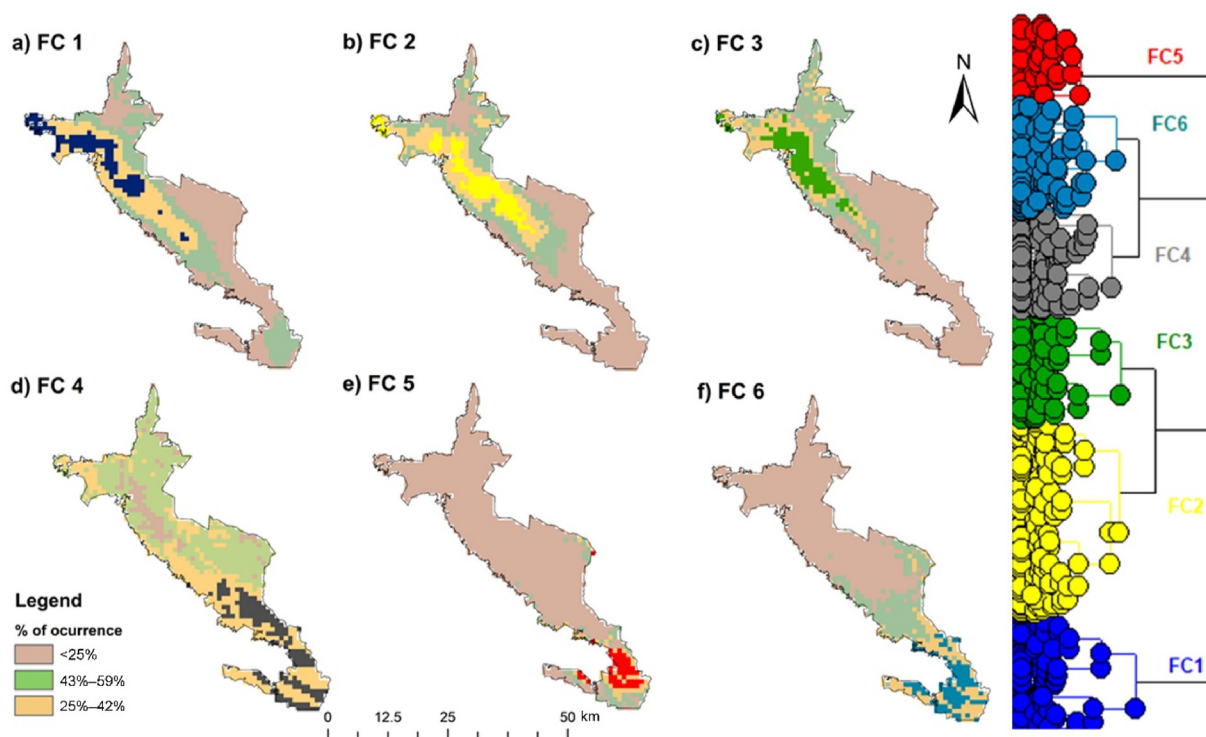 a) FC 1
b) FC 2
c) FC 3
N
d) FC 4
e) FC 5
f) FC 6
Legend
% of ocurrence
<25%
43%–59%
25%–42%
0 12.5 25 50 km
FC5
FC6
FC4
FC3
FC2
FC1